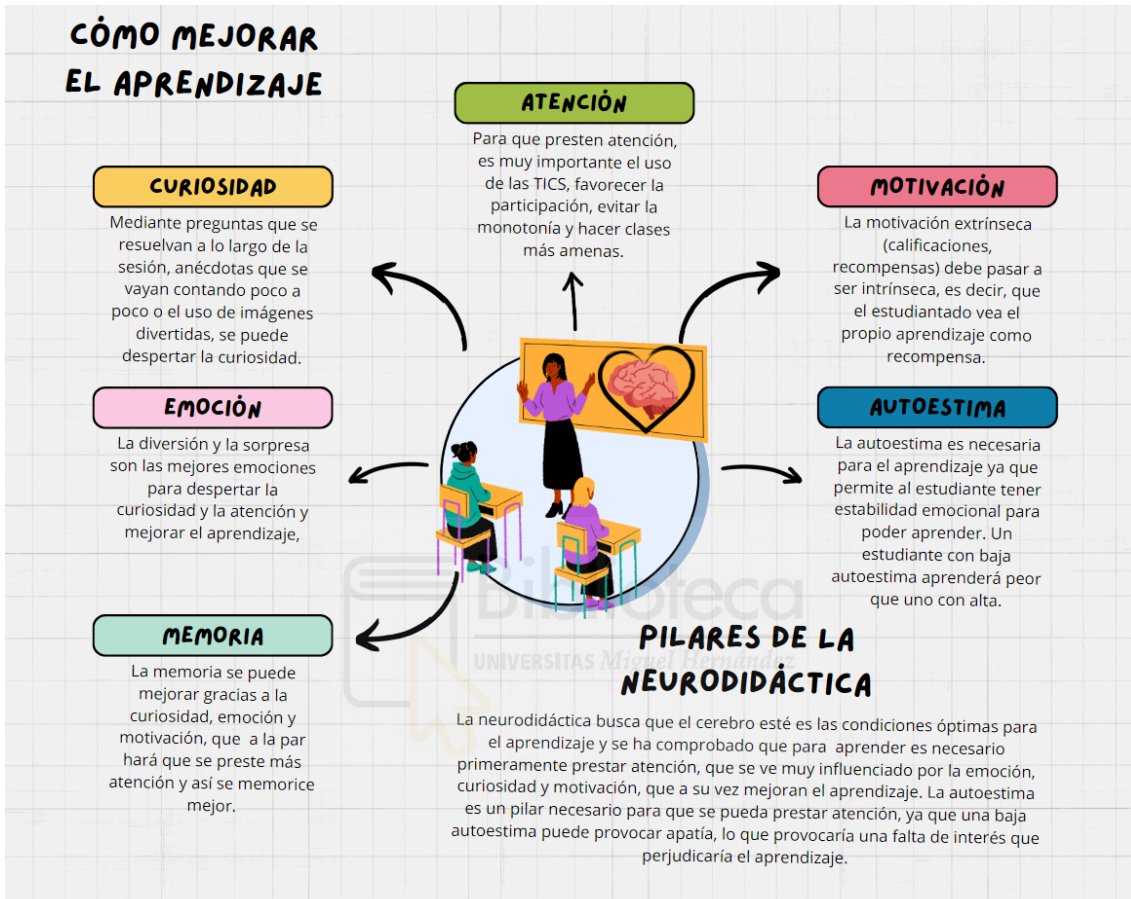 CÓMO MEJORAR
EL APRENDIZAJE
ATENCIÓN
Para que presten atención,
es muy importante el uso
de las TICS, favorecer la
participación, evitar la
monotonía y hacer clases
más amenas.
CURIOSIDAD
Mediante preguntas que se
resuelvan a lo largo de la
sesión, anécdotas que se
vayan contando poco a
poco o el uso de imágenes
divertidas, se puede
despertar la curiosidad.
MOTIVACIÓN
La motivación extrínseca
(calificaciones,
recompensas) debe pasar a
ser intrínseca, es decir, que
el estudiantado vea el
propio aprendizaje como
recompensa.
EMOCIÓN
La diversión y la sorpresa
son las mejores emociones
para despertar la
curiosidad y la atención y
mejorar el aprendizaje,
AUTOESTIMA
La autoestima es necesaria
para el aprendizaje ya que
permite al estudiante tener
estabilidad emocional para
poder aprender. Un
estudiante con baja
autoestima aprenderá peor
que uno con alta.
MEMORIA
La memoria se puede
mejorar gracias a la
curiosidad, emoción y
motivación, que a la par
hará que se preste más
atención y así se memorice
mejor.
Biblioteca
UNIVERSITAS Miguel Hernández
PILARES DE LA
NEURODIDÁCTICA
La neurodidáctica busca que el cerebro esté es las condiciones óptimas para
el aprendizaje y se ha comprobado que para aprender es necesario
primeramente prestar atención, que se ve muy influenciado por la emoción,
curiosidad y motivación, que a su vez mejoran el aprendizaje. La autoestima
es un pilar necesario para que se pueda prestar atención, ya que una baja
autoestima puede provocar apatía, lo que provocaría una falta de interés que
perjudicaría el aprendizaje.